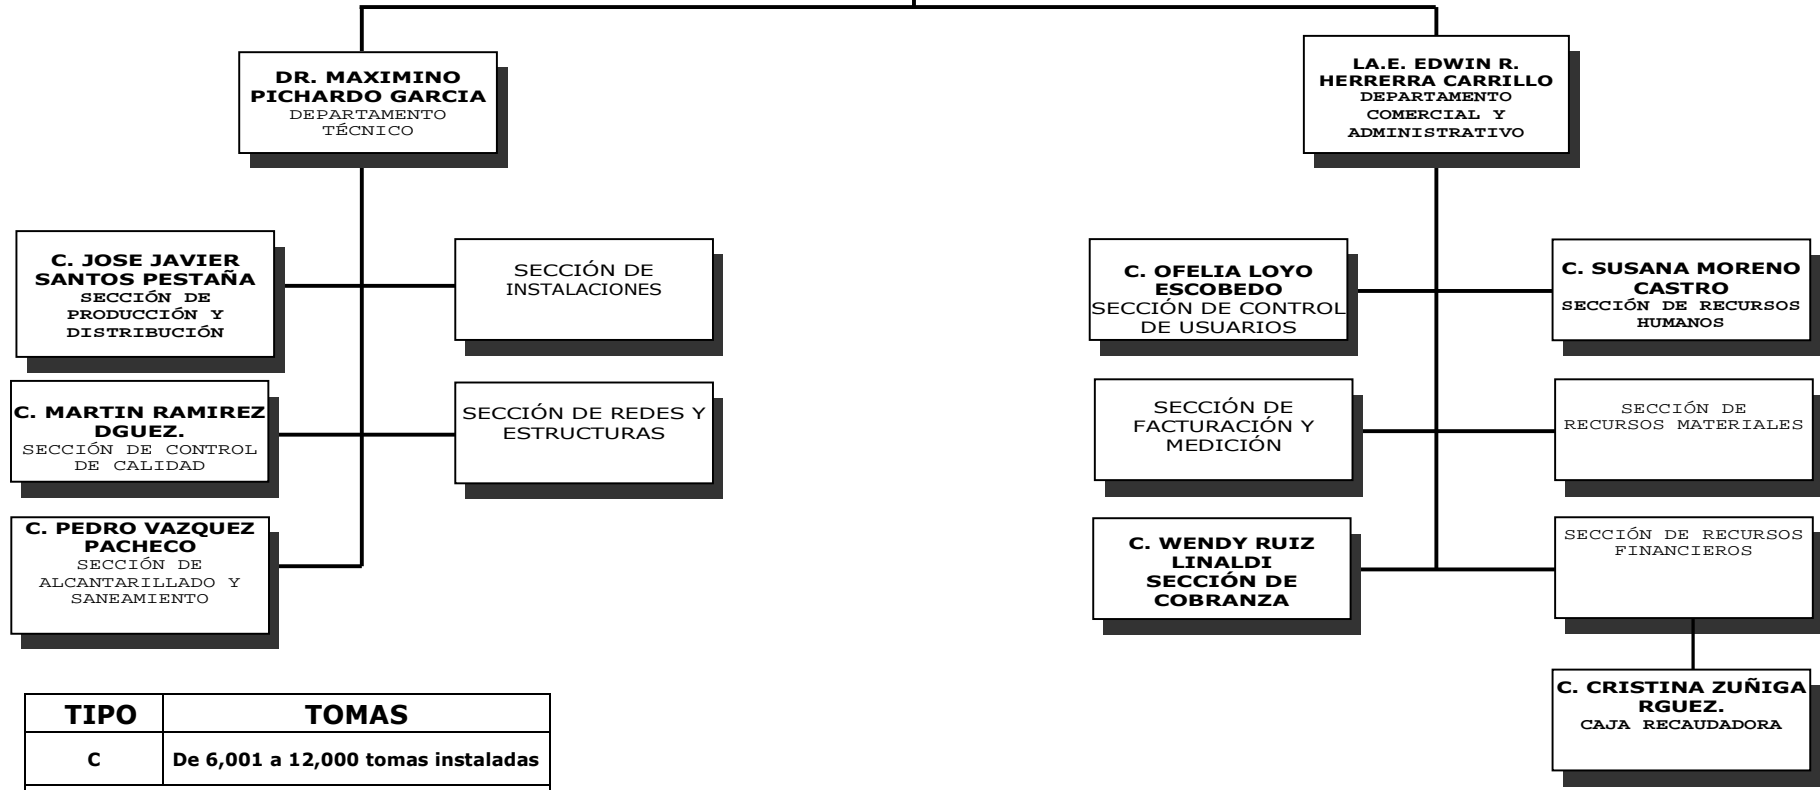 DR. MAXIMINO
PICHARDO GARCIA
DEPARTAMENTO
TÉCNICO
LA.E. EDWIN R.
HERRERRA CARRILLO
DEPARTAMENTO
COMERCIAL Y
ADMINISTRATIVO
C. JOSE JAVIER
SANTOS PESTAÑA
SECCIÓN DE
PRODUCCIÓN Y
DISTRIBUCIÓN
SECCIÓN DE
INSTALACIONES
C. OFELIA LOYO
ESCOBEDO
SECCIÓN DE CONTROL
DE USUARIOS
C. SUSANA MORENO
CASTRO
SECCIÓN DE RECURSOS
HUMANOS
C. MARTIN RAMIREZ
DGUEZ.
SECCIÓN DE CONTROL
DE CALIDAD
SECCIÓN DE REDES Y
ESTRUCTURAS
SECCIÓN DE
FACTURACIÓN Y
MEDICIÓN
SECCIÓN DE
RECURSOS MATERIALES
C. PEDRO VAZQUEZ
PACHECO
SECCIÓN DE
ALCANTARILLADO Y
SANEAMIENTO
C. WENDY RUIZ
LINALDI
SECCIÓN DE
COBRANZA
SECCIÓN DE RECURSOS
FINANCIEROS
C. CRISTINA ZUÑIGA
RGUEZ.
CAJA RECAUDADORA
TIPO TOMAS
C De 6,001 a 12,000 tomas instaladas